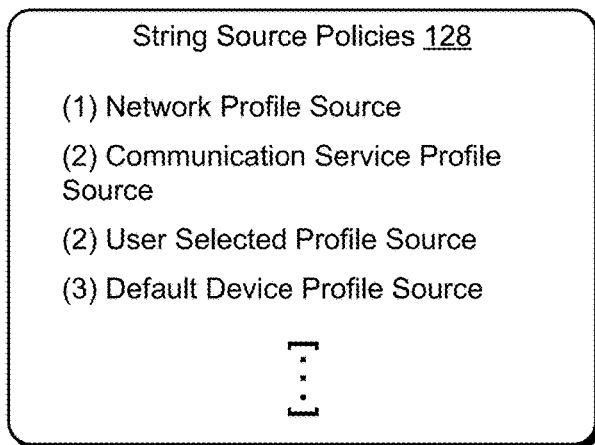 String Source Policies 128
(1) Network Profile Source
(2) Communication Service Profile
Source
(2) User Selected Profile Source
(3) Default Device Profile Source